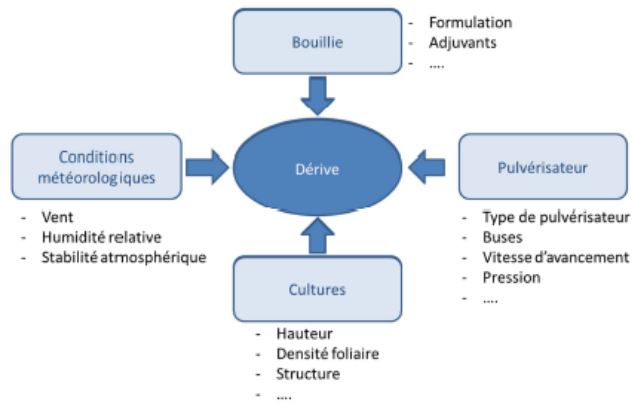 Bouillie
- Formulation
- Adjuvants
- ....
Conditions
météorologiques
- Vent
- Humidité relative
- Stabilité atmosphérique
Dérive
Pulvérisateur
- Type de pulvérisateur
- Buses
- Vitesse d'avancement
- Pression
- ....
Cultures
- Hauteur
- Densité foliaire
- Structure
- ....